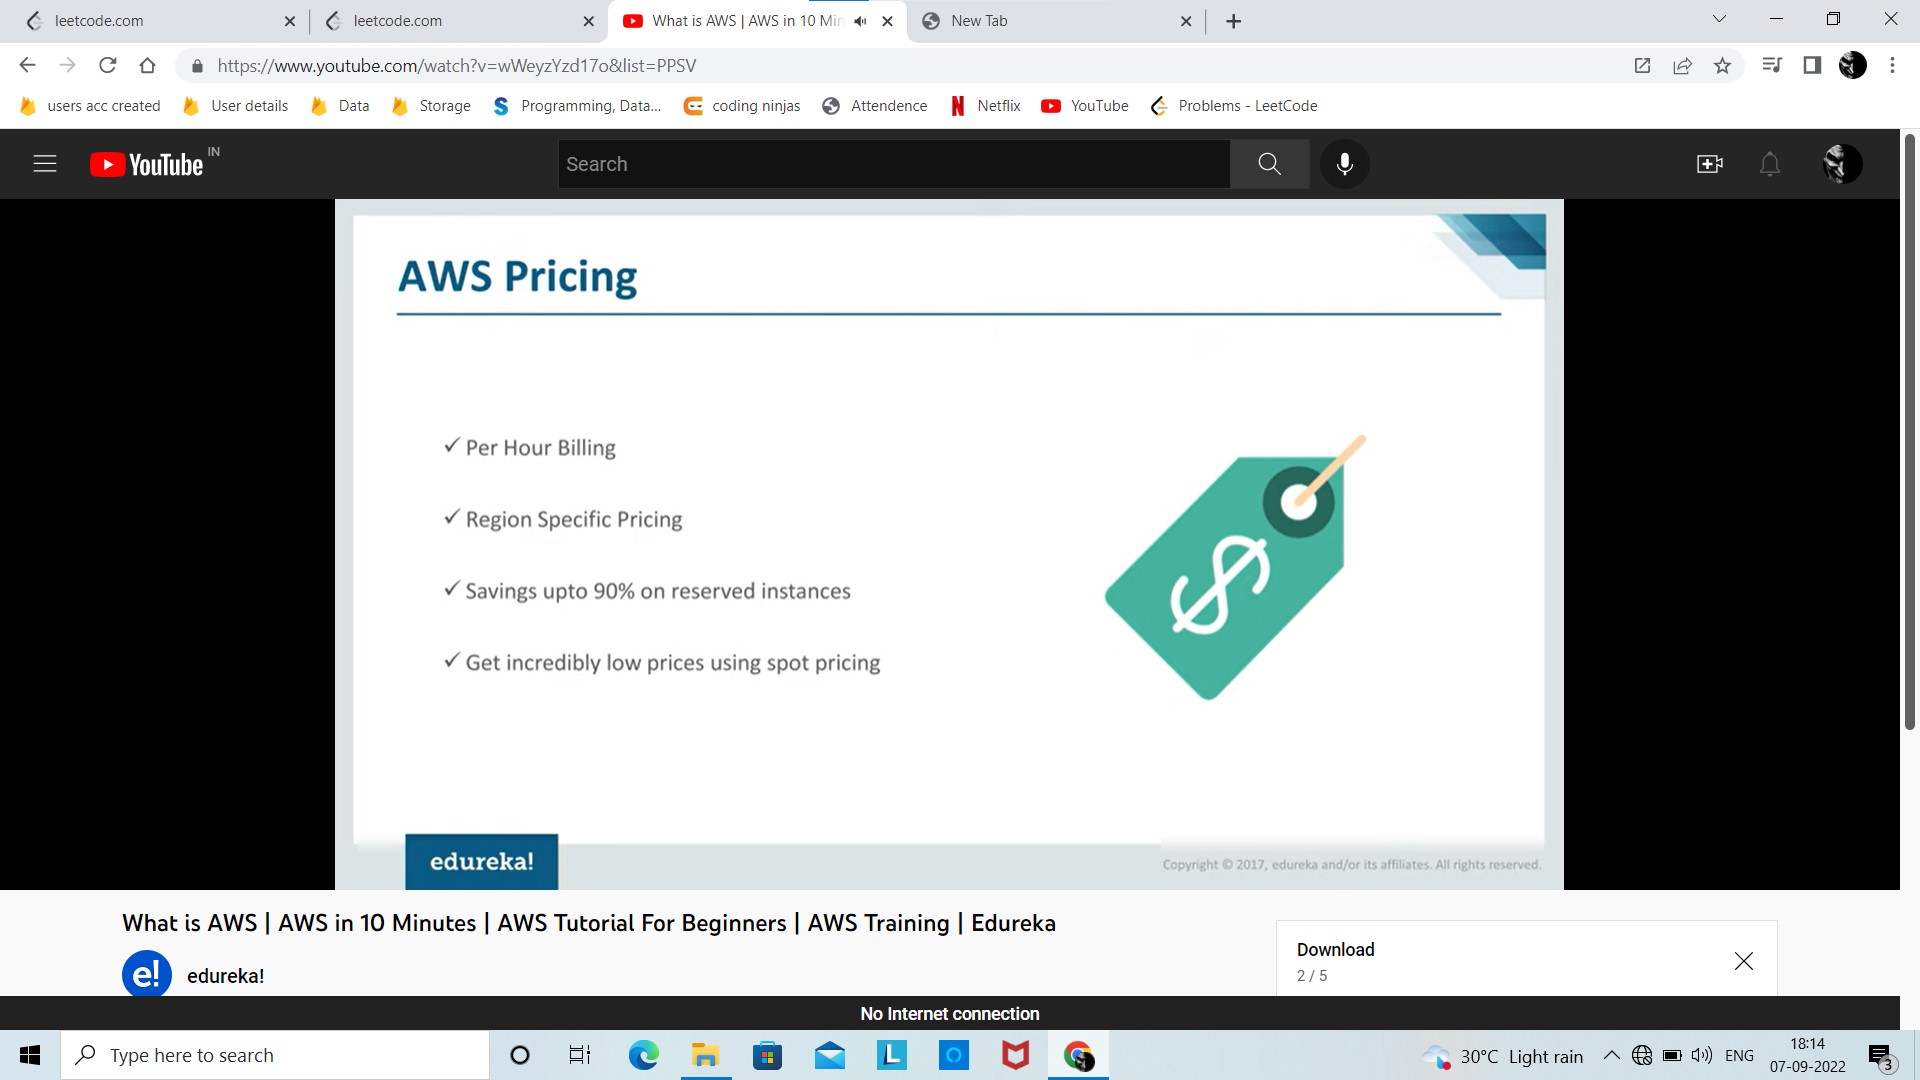 leetcode.com
leetcode.com
What is AWS | AWS in 10 Min
New Tab
https://www.youtube.com/watch?v=wWeyzYzd17o&list=PPSV
users acc created
User details
Data
Storage
Programming, Data...
coding ninjas
Attendence
Netflix
YouTube
Problems - LeetCode
YouTube IN
Search
AWS Pricing
✓ Per Hour Billing
✓ Region Specific Pricing
✓ Savings upto 90% on reserved instances
✓ Get incredibly low prices using spot pricing
$
edureka!
Copyright © 2017, edureka and/or its affiliates. All rights reserved.
What is AWS | AWS in 10 Minutes | AWS Tutorial For Beginners | AWS Training | Edureka
e! edureka!
Download
2 / 5
No Internet connection
Type here to search
L
30°C Light rain
ENG
18:14
07-09-2022
3